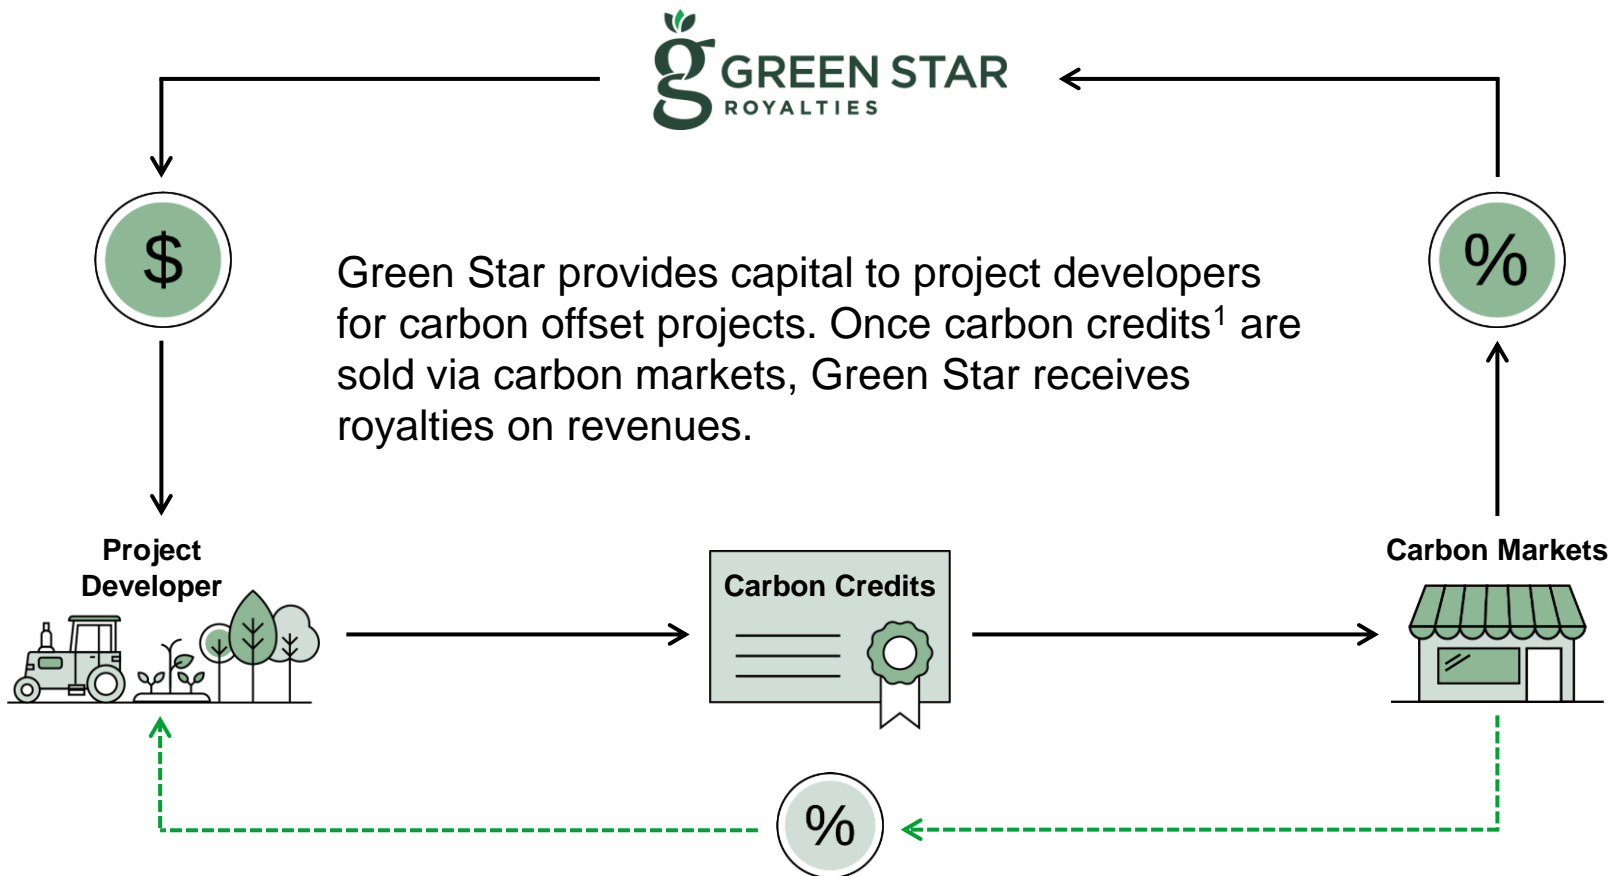 GREEN STAR
ROYALTIES
$
%
Green Star provides capital to project developers
for carbon offset projects. Once carbon credits¹ are
sold via carbon markets, Green Star receives
royalties on revenues.
Project
Developer
Carbon Credits
Carbon Markets
%